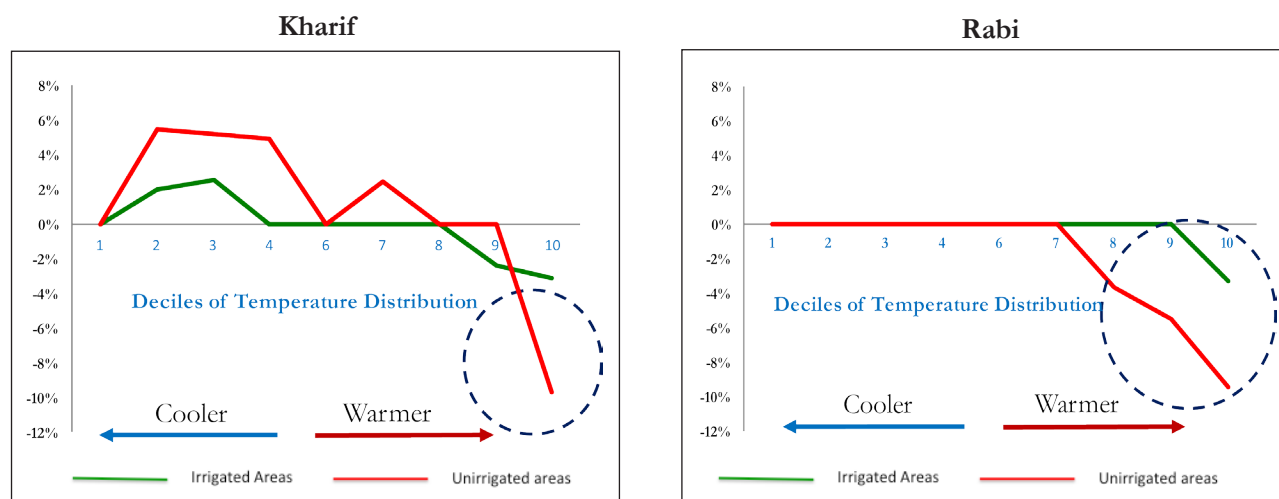 Kharif
8%
6%
4%
2%
0%
-2%
-4%
-6%
-8%
-10%
-12%
1 2 3 4 6 7 8 9 10
Deciles of Temperature Distribution
Cooler Warmer
Irrigated Areas Unirrigated areas
Rabi
8%
6%
4%
2%
0%
-2%
-4%
-6%
-8%
-10%
-12%
1 2 3 4 6 7 8 9 10
Deciles of Temperature Distribution
Cooler Warmer
Irrigated Areas Unirrigated areas